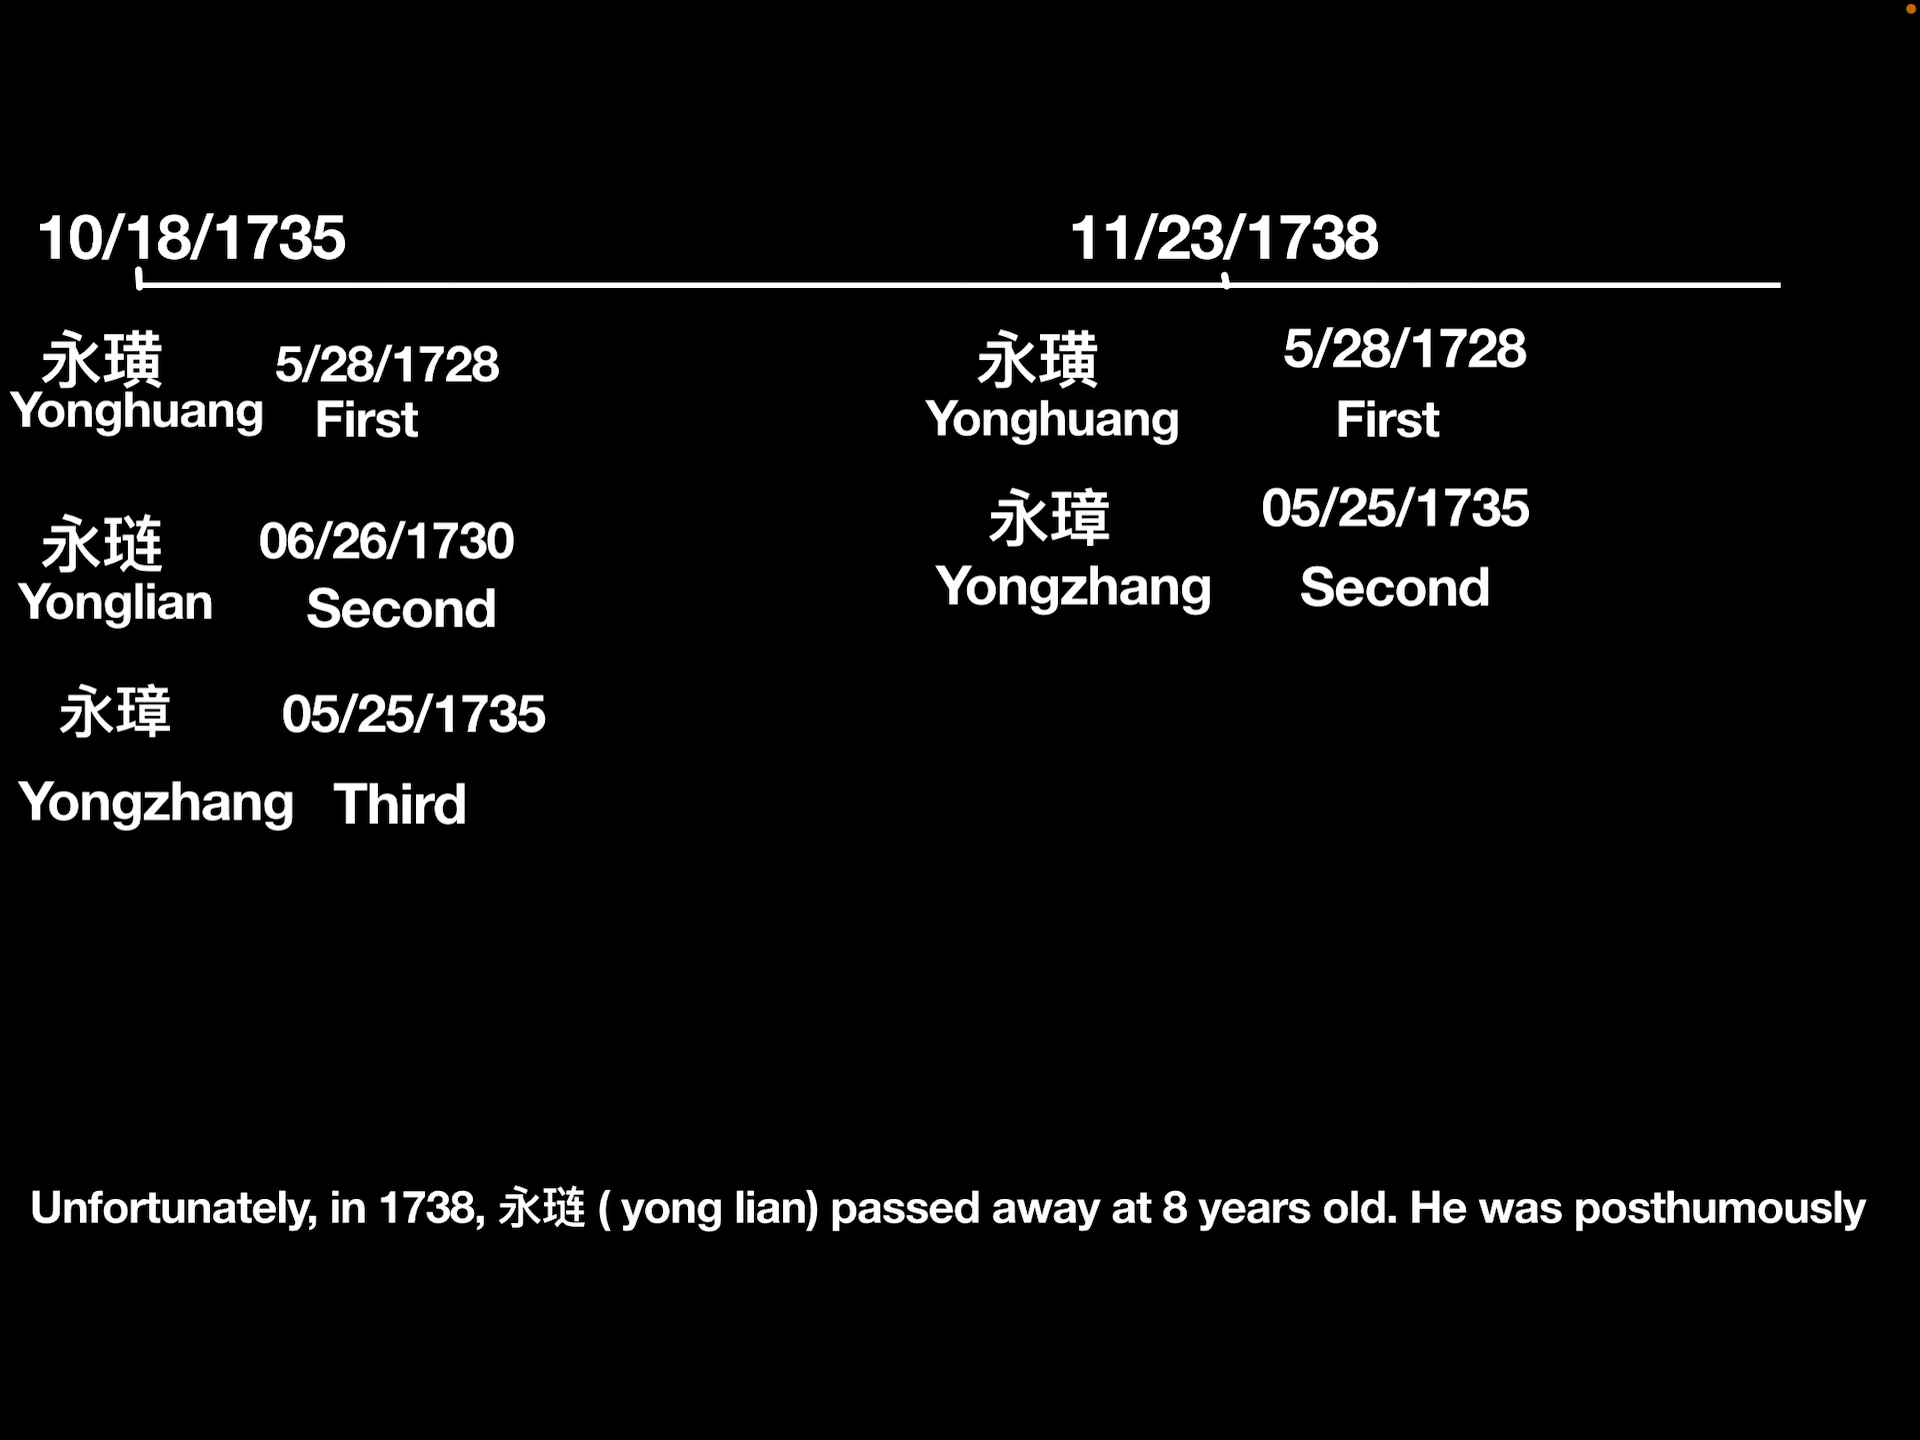 10/18/1735
11/23/1738
永璜
5/28/1728
Yonghuang
First
永琏
06/26/1730
Yonglian
Second
永璋
05/25/1735
Yongzhang
Third
永璜
5/28/1728
Yonghuang
First
永璋
05/25/1735
Yongzhang
Second
Unfortunately, in 1738, 永琏 ( yong lian) passed away at 8 years old. He was posthumously